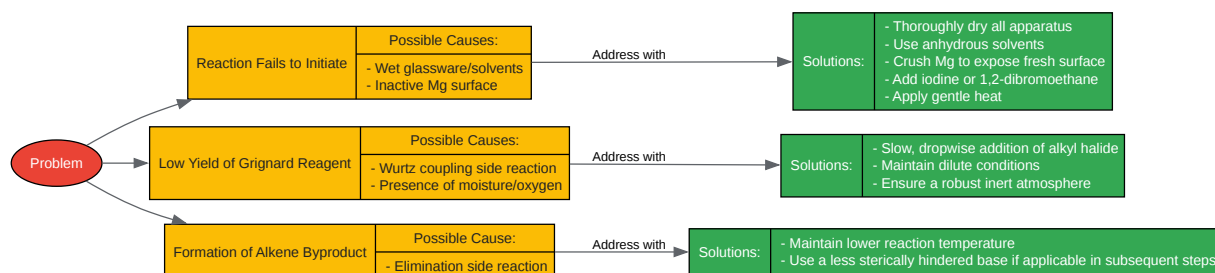 Problem
Reaction Fails to Initiate
Possible Causes:
- Wet glassware/solvents
- Inactive Mg surface
Address with
Solutions:
- Thoroughly dry all apparatus
- Use anhydrous solvents
- Crush Mg to expose fresh surface
- Add iodine or 1,2-dibromoethane
- Apply gentle heat
Low Yield of Grignard Reagent
Possible Causes:
- Wurtz coupling side reaction
- Presence of moisture/oxygen
Address with
Solutions:
- Slow, dropwise addition of alkyl halide
- Maintain dilute conditions
- Ensure a robust inert atmosphere
Formation of Alkene Byproduct
Possible Cause:
- Elimination side reaction
Address with
Solutions:
- Maintain lower reaction temperature
- Use a less sterically hindered base if applicable in subsequent steps